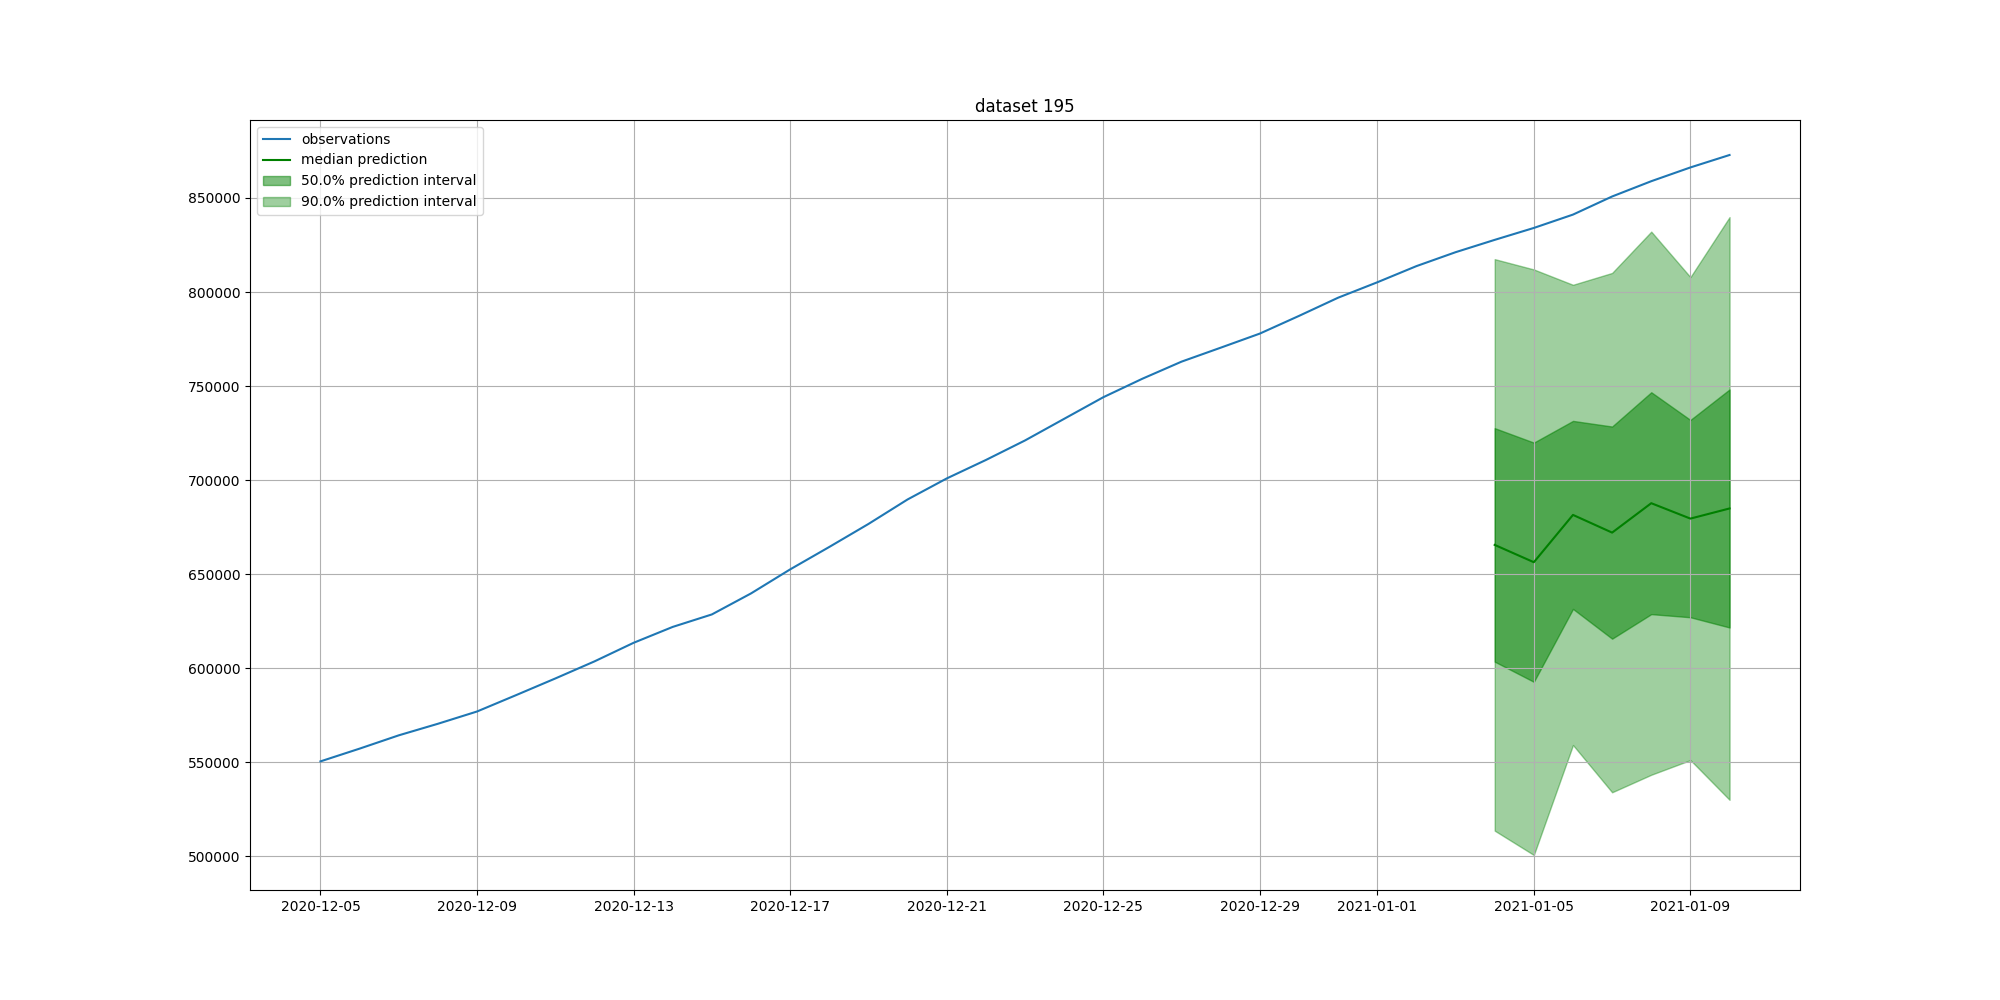 dataset 195
observations
median prediction
50.0% prediction interval
90.0% prediction interval
850000
800000
750000
700000
650000
600000
550000
500000
2020-12-05 2020-12-09 2020-12-13 2020-12-17 2020-12-21 2020-12-25 2020-12-29 2021-01-01 2021-01-05 2021-01-09